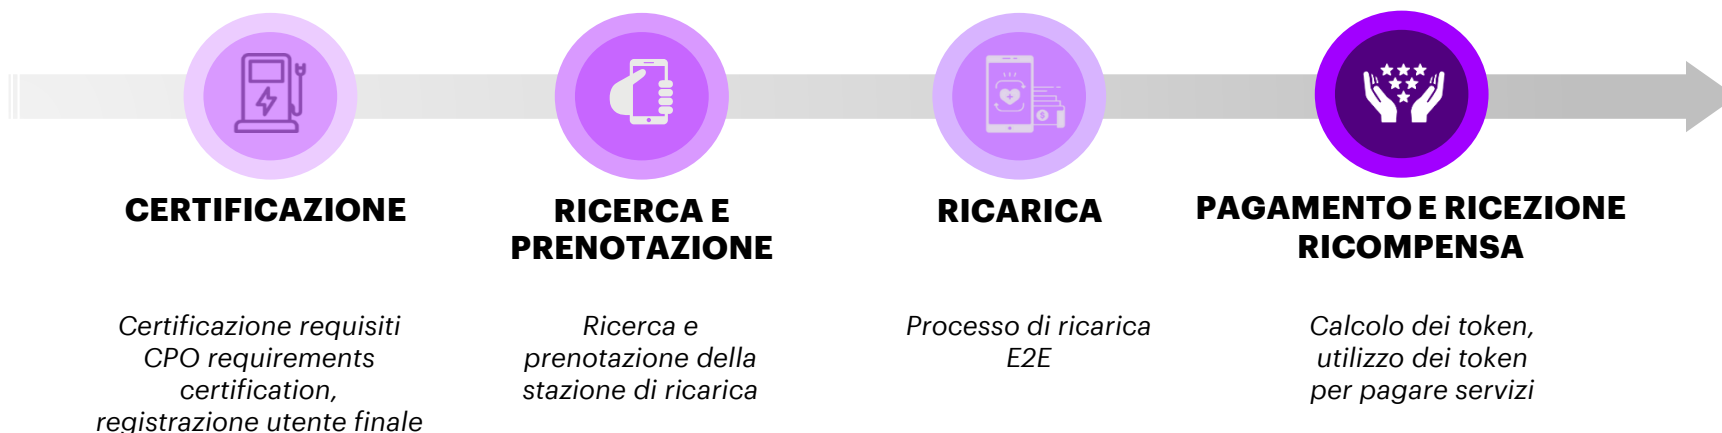 CERTIFICAZIONE
Certificazione requisiti
CPO requirements
certification,
registrazione utente finale
RICERCA E
PRENOTAZIONE
Ricerca e
prenotazione della
stazione di ricarica
RICARICA
Processo di ricarica
E2E
PAGAMENTO E RICEZIONE
RICOMPENSA
Calcolo dei token,
utilizzo dei token
per pagare servizi